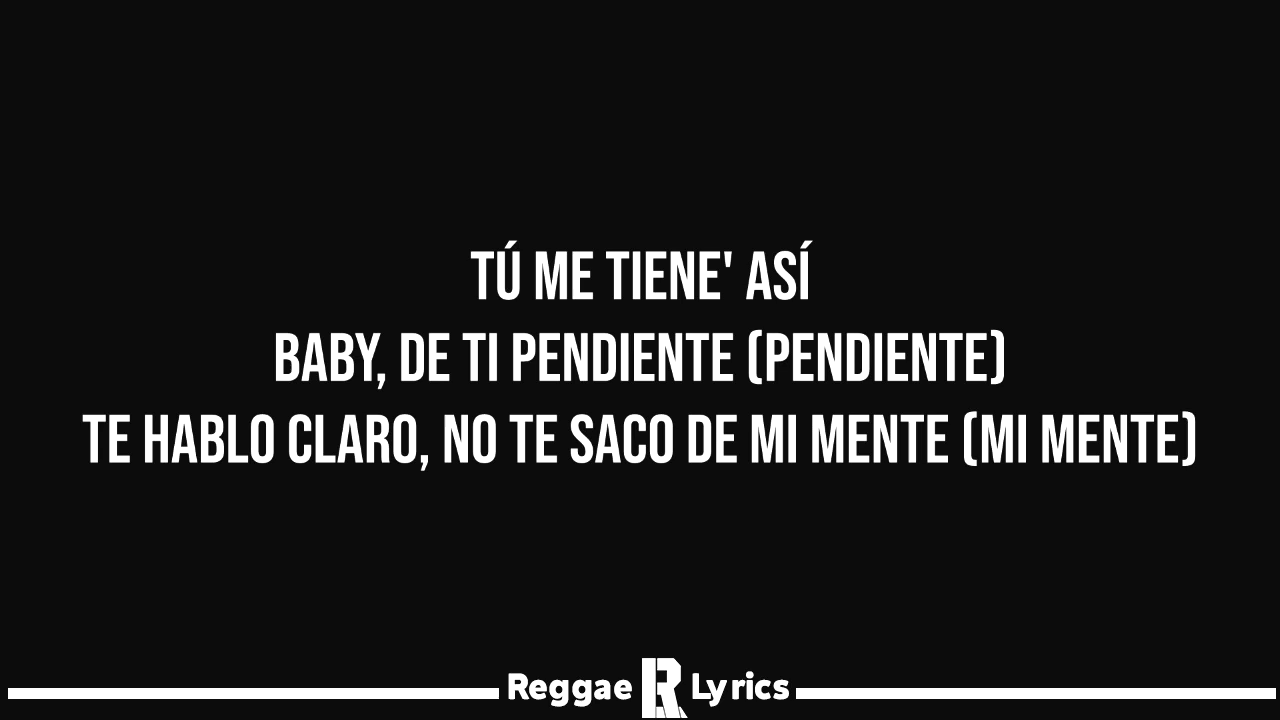 TÚ ME TIENE' ASÍ
BABY, DE TI PENDIENTE (PENDIENTE)
TE HABLO CLARO, NO TE SACO DE MI MENTE (MI MENTE)
Reggae R Lyrics